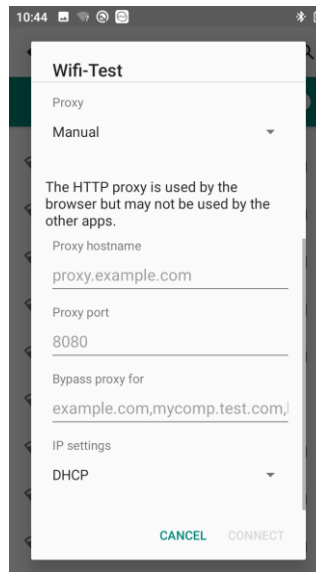 10:44
Wifi-Test
Proxy
Manual
The HTTP proxy is used by the
browser but may not be used by the
other apps.
Proxy hostname
proxy.example.com
Proxy port
8080
Bypass proxy for
example.com,mycomp.test.com,
IP settings
DHCP
CANCEL CONNECT